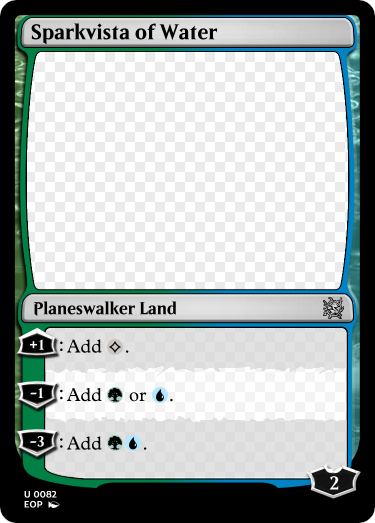 Sparkvista of Water
Planeswalker Land
+1: Add .
-1: Add or .
-3: Add .
2
U 0082
EOP